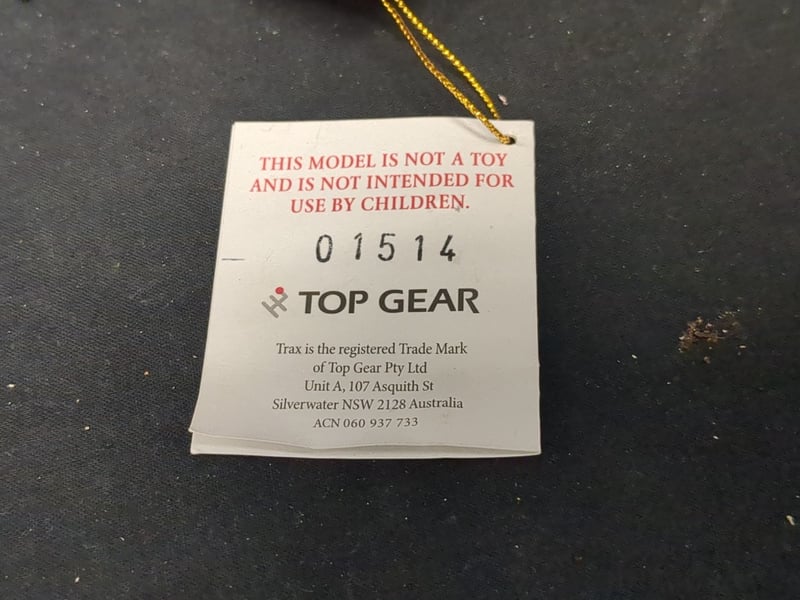 THIS MODEL IS NOT A TOY
AND IS NOT INTENDED FOR
USE BY CHILDREN.
01514
TOP GEAR
Trax is the registered Trade Mark
of Top Gear Pty Ltd
Unit A, 107 Asquith St
Silverwater NSW 2128 Australia
ACN 060 937 733